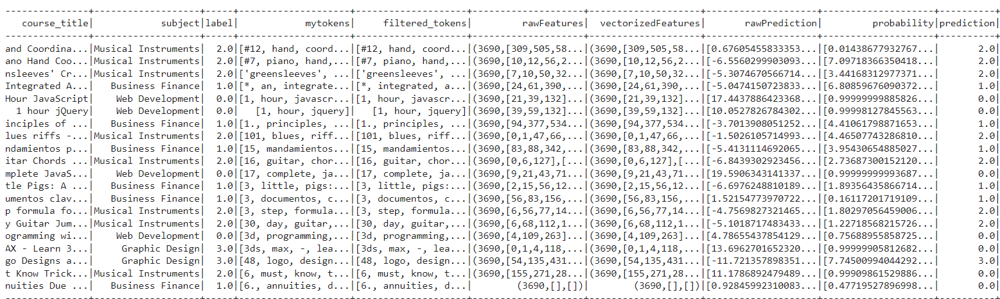 --------------------+-------------------+-----+--------------------+--------------------+--------------------+--------------------+--------------------+--------------------+----------+
course_title|            subject|label|            mytokens|     filtered_tokens|         rawFeatures|  vectorizedFeatures|       rawPrediction|         probability|prediction|
--------------------+-------------------+-----+--------------------+--------------------+--------------------+--------------------+--------------------+--------------------+----------+
and Coordina...|Musical Instruments|  2.0|[#12, hand, coord...|[#12, hand, coord...|(3690,[309,505,58...|(3690,[309,505,58...|[0.67605455833353...|[0.01438677932767...|       2.0|
ano Hand Coo...|Musical Instruments|  2.0|[#7, piano, hand,...|[#7, piano, hand,...|(3690,[10,12,56,2...|(3690,[10,12,56,2...|[-6.5560299903093...|[7.09718366350418...|       2.0|
nsleeves' Cr...|Musical Instruments|  2.0|['greensleeves', ...|['greensleeves', ...|(3690,[7,10,50,32...|(3690,[7,10,50,32...|[-5.3074670566714...|[3.44168312977371...|       2.0|
Integrated A...|   Business Finance|  1.0|[*, an, integrate...|[*, integrated, a...|(3690,[24,61,390,...|(3690,[24,61,390,...|[-5.0474150723833...|[6.80859676090372...|       1.0|
Hour JavaScript|    Web Development|  0.0|[1, hour, javascr...|[1, hour, javascr...|(3690,[21,39,132]...|(3690,[21,39,132]...|[17.4437886423368...|[0.99999999885826...|       0.0|
1 hour jQuery|    Web Development|  0.0|   [1, hour, jquery]|   [1, hour, jquery]|(3690,[39,59,132]...|(3690,[39,59,132]...|[10.0527826784302...|[0.99998127845563...|       0.0|
inciples of ...|   Business Finance|  1.0|[1., principles, ...|[1., principles, ...|(3690,[94,377,534...|(3690,[94,377,534...|[-3.7013908051252...|[4.41061798871653...|       1.0|
lues riffs -...|Musical Instruments|  2.0|[101, blues, riff...|[101, blues, riff...|(3690,[0,1,47,66,...|(3690,[0,1,47,66,...|[-1.5026105714993...|[4.46507743286810...|       2.0|
ndamientos p...|   Business Finance|  1.0|[15, mandamientos...|[15, mandamientos...|(3690,[83,88,342,...|(3690,[83,88,342,...|[-5.4131114692065...|[3.95430654885027...|       1.0|
itar Chords ...|Musical Instruments|  2.0|[16, guitar, chor...|[16, guitar, chor...|(3690,[0,6,127],[...|(3690,[0,6,127],[...|[-6.8439302923456...|[2.73687300152120...|       2.0|
mplete JavaS...|    Web Development|  0.0|[17, complete, ja...|[17, complete, ja...|(3690,[9,21,43,71...|(3690,[9,21,43,71...|[19.5906343141337...|[0.99999999993687...|       0.0|
tle Pigs: A ...|   Business Finance|  1.0|[3, little, pigs:...|[3, little, pigs:...|(3690,[2,15,56,12...|(3690,[2,15,56,12...|[-6.6976248810189...|[1.89356435866714...|       1.0|
umentos clav...|   Business Finance|  1.0|[3, documentos, c...|[3, documentos, c...|(3690,[56,83,156,...|(3690,[56,83,156,...|[1.52154773970722...|[0.16117201719109...|       1.0|
p formula fo...|Musical Instruments|  2.0|[3, step, formula...|[3, step, formula...|(3690,[6,56,77,14...|(3690,[6,56,77,14...|[-4.7569827321465...|[1.80297056459006...|       2.0|
y Guitar Jum...|Musical Instruments|  2.0|[30, day, guitar,...|[30, day, guitar,...|(3690,[6,68,112,1...|(3690,[6,68,112,1...|[-5.1018717483433...|[1.22718568215726...|       2.0|
ogramming wi...|    Web Development|  0.0|[3d, programming,...|[3d, programming,...|(3690,[4,109,263]...|(3690,[4,109,263]...|[4.78655437854129...|[0.75688955858725...|       0.0|
AX - Learn 3...|     Graphic Design|  3.0|[3ds, max, -, lea...|[3ds, max, -, lea...|(3690,[0,1,4,118,...|(3690,[0,1,4,118,...|[13.6962701652320...|[0.99999905812682...|       0.0|
go Designs a...|     Graphic Design|  3.0|[48, logo, design...|[48, logo, design...|(3690,[54,135,431...|(3690,[54,135,431...|[-11.721357898351...|[7.74500994044292...|       3.0|
t Know Trick...|Musical Instruments|  2.0|[6, must, know, t...|[6, must, know, t...|(3690,[155,271,28...|(3690,[155,271,28...|[11.1786892479489...|[0.99909861529886...|       0.0|
nuities Due ...|   Business Finance|  1.0|[6., annuities, d...|[6., annuities, d...|        (3690,[],[])|        (3690,[],[])|[0.92845992310083...|[0.47719527896998...|       0.0|
--------------------+-------------------+-----+--------------------+--------------------+--------------------+--------------------+--------------------+--------------------+----------+